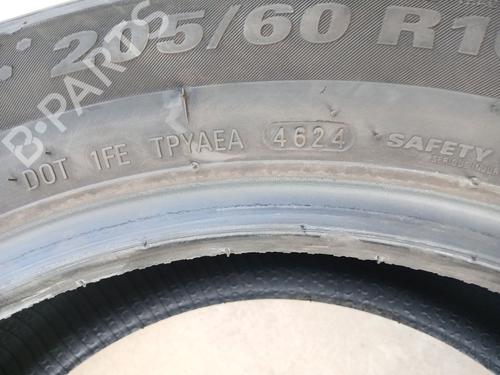 205/60 R1
B-PARTS
DOT 1FE TPYAEA 4624 SAFETY